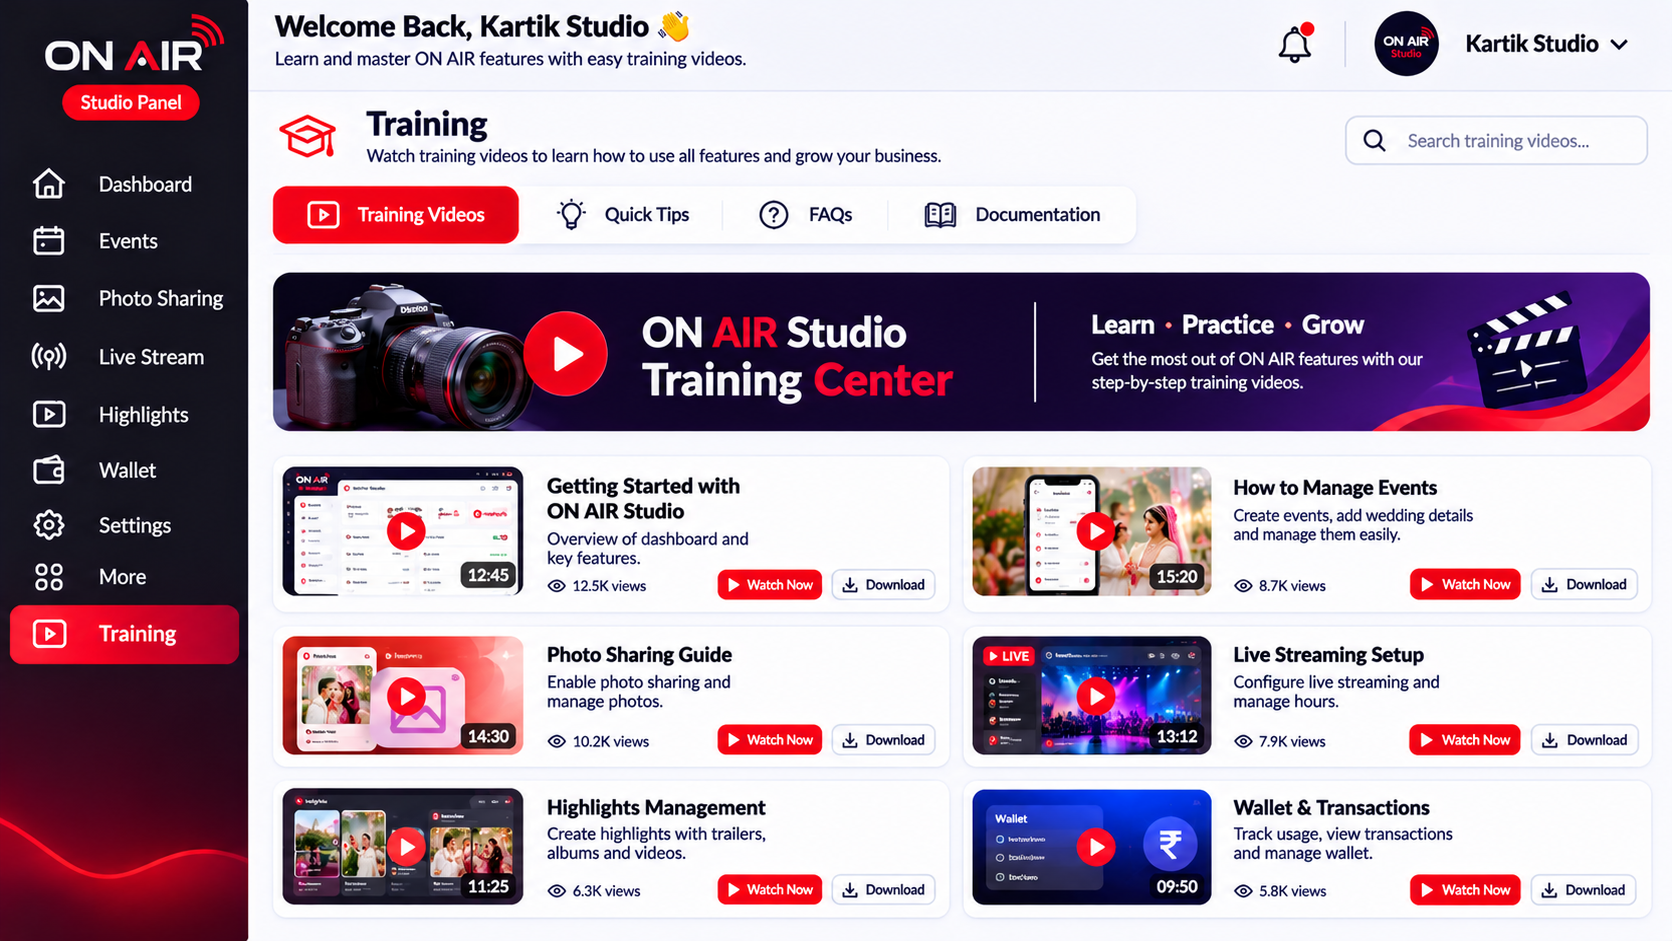 ON AIR
Studio Panel
Dashboard
Events
Photo Sharing
Live Stream
Highlights
Wallet
Settings
More
Training
Welcome Back, Kartik Studio 👋
Learn and master ON AIR features with easy training videos.
ON AIR
Studio
Kartik Studio
Training
Watch training videos to learn how to use all features and grow your business.
Search training videos...
Training Videos
Quick Tips
FAQs
Documentation
ON AIR Studio
Training Center
Learn • Practice • Grow
Get the most out of ON AIR features with our
step-by-step training videos.
ON AIR
12:45
Getting Started with
ON AIR Studio
Overview of dashboard and
key features.
12.5K views
Watch Now
Download
15:20
How to Manage Events
Create events, add wedding details
and manage them easily.
8.7K views
Watch Now
Download
14:30
Photo Sharing Guide
Enable photo sharing and
manage photos.
10.2K views
Watch Now
Download
LIVE
13:12
Live Streaming Setup
Configure live streaming and
manage hours.
7.9K views
Watch Now
Download
11:25
Highlights Management
Create highlights with trailers,
albums and videos.
6.3K views
Watch Now
Download
Wallet
₹
09:50
Wallet & Transactions
Track usage, view transactions
and manage wallet.
5.8K views
Watch Now
Download